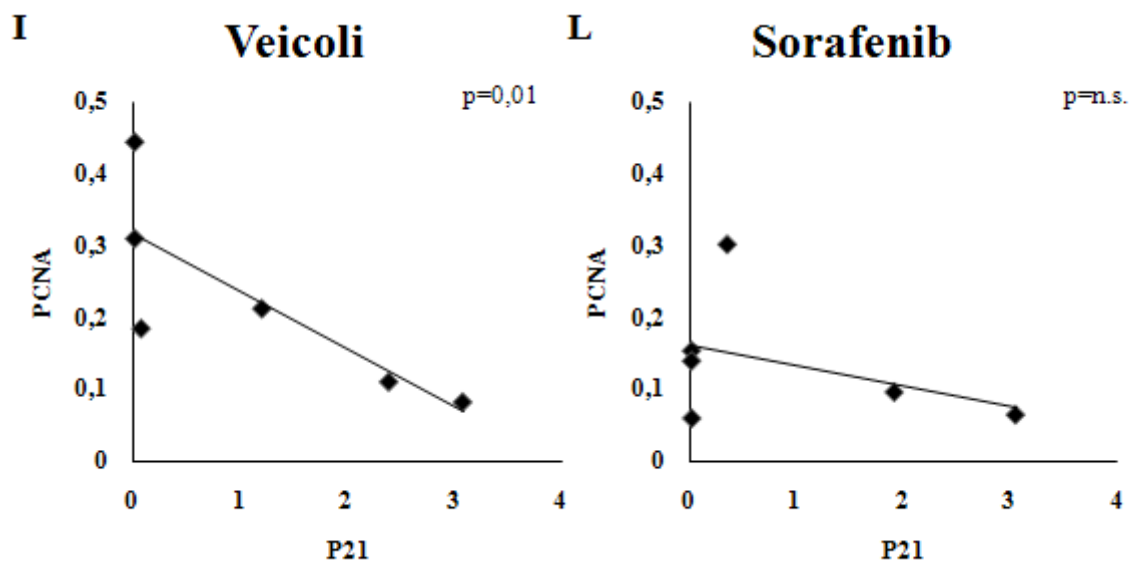 I
Veicoli
p=0,01
0,5
0,4
0,3
0,2
0,1
0
PCNA
0 1 2 3 4
P21
L
Sorafenib
p=n.s.
0,5
0,4
0,3
0,2
0,1
0
PCNA
0 1 2 3 4
P21